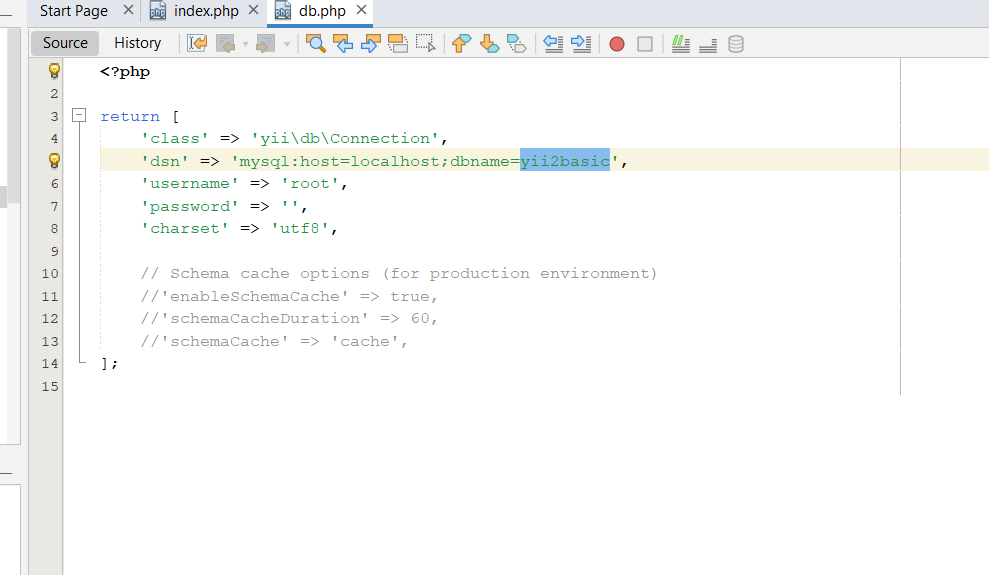 Start Page index.php db.php
Source History
<?php
2
3 return [
4 'class' => 'yii\db\Connection',
'dsn' => 'mysql:host=localhost;dbname=yii2basic',
6 'username' => 'root',
7 'password' => '',
8 'charset' => 'utf8',
9
10 // Schema cache options (for production environment)
11 //'enableSchemaCache' => true,
12 //'schemaCacheDuration' => 60,
13 //'schemaCache' => 'cache',
14 ];
15